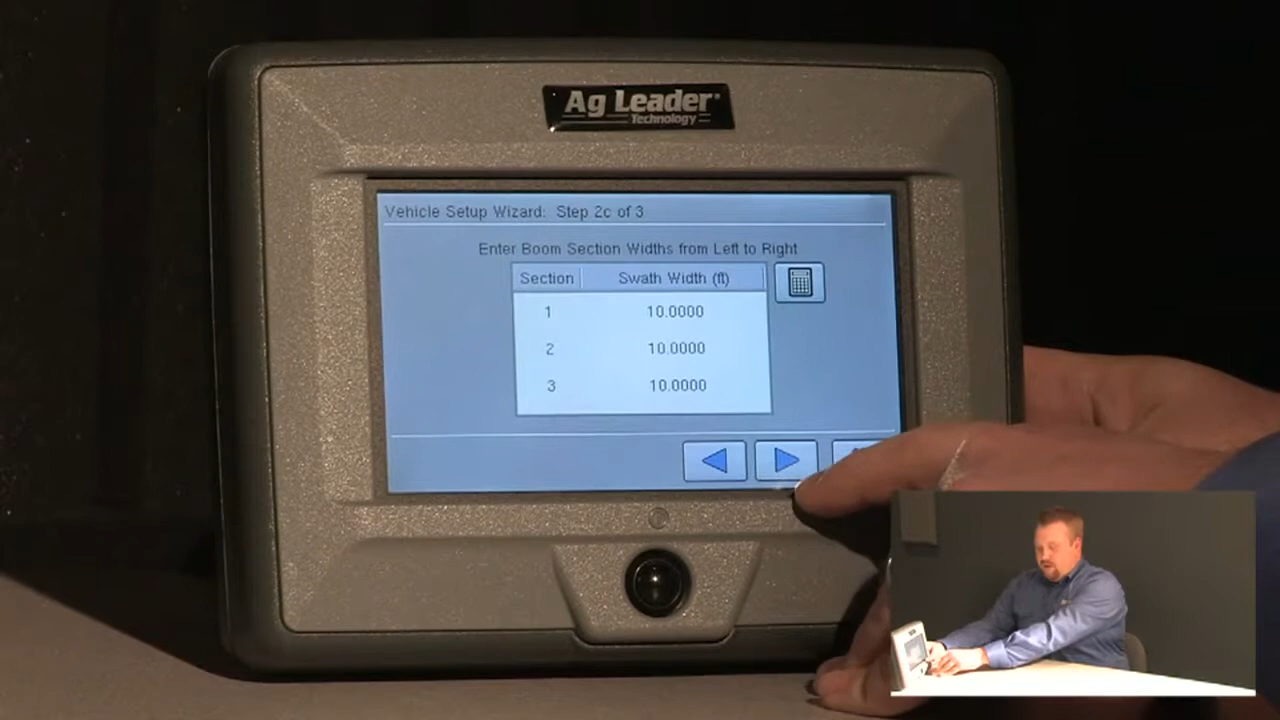 Ag Leader®
Technology
Vehicle Setup Wizard: Step 2c of 3
Enter Boom Section Widths from Left to Right
Section Swath Width (ft)
1 10.0000
2 10.0000
3 10.0000